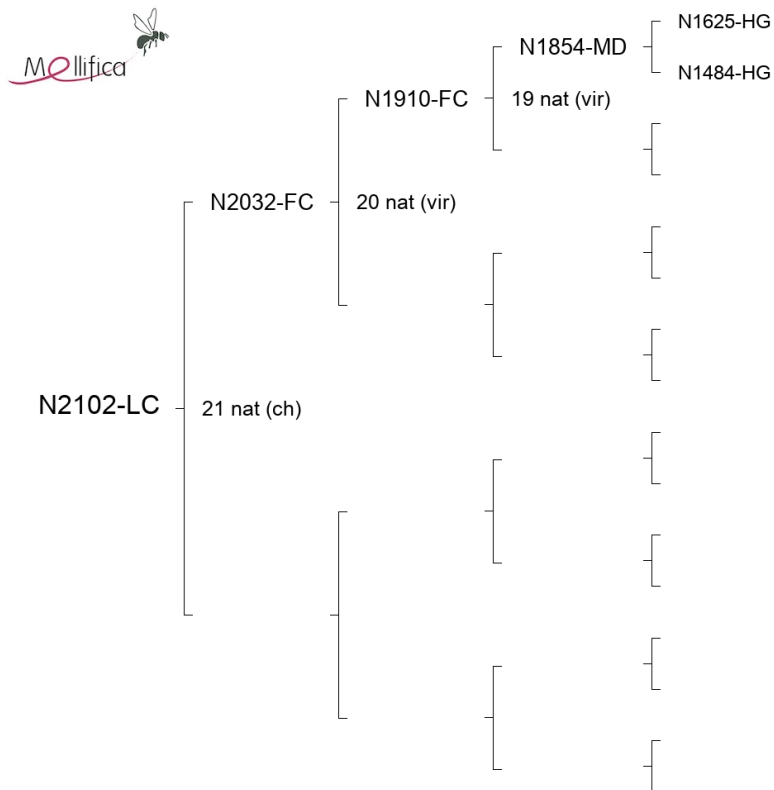 Mellifica
N1625-HG
N1854-MD
N1484-HG
N1910-FC
19 nat (vir)
N2032-FC
20 nat (vir)
N2102-LC
21 nat (ch)